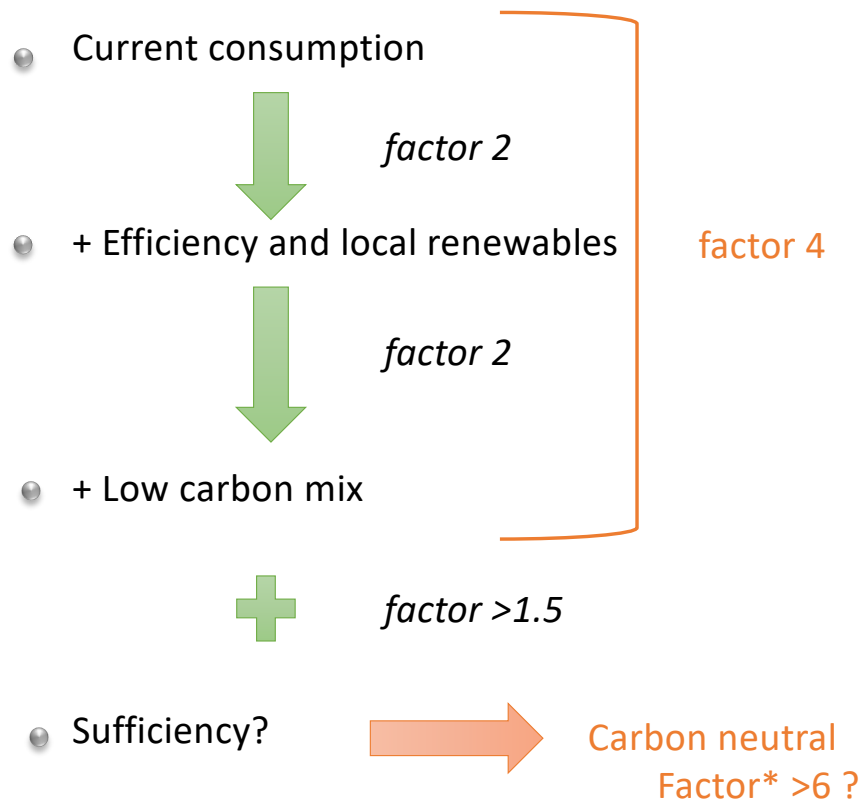 Current consumption
factor 2
+ Efficiency and local renewables
factor 4
factor 2
+ Low carbon mix
factor >1.5
Sufficiency?
Carbon neutral
Factor* >6 ?